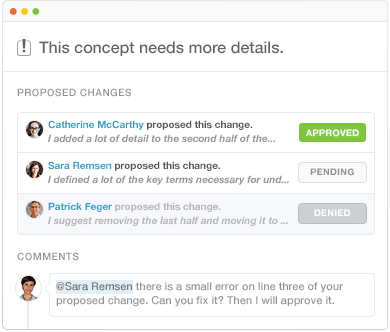 This concept needs more details.
PROPOSED CHANGES
Catherine McCarthy proposed this change.
I added a lot of detail to the second half of the...
APPROVED
Sara Remsen proposed this change.
I defined a lot of the key terms necessary for und...
PENDING
Patrick Feger proposed this change.
I suggest removing the last half and moving it to ...
DENIED
COMMENTS
@Sara Remsen there is a small error on line three of your
proposed change. Can you fix it? Then I will approve it.